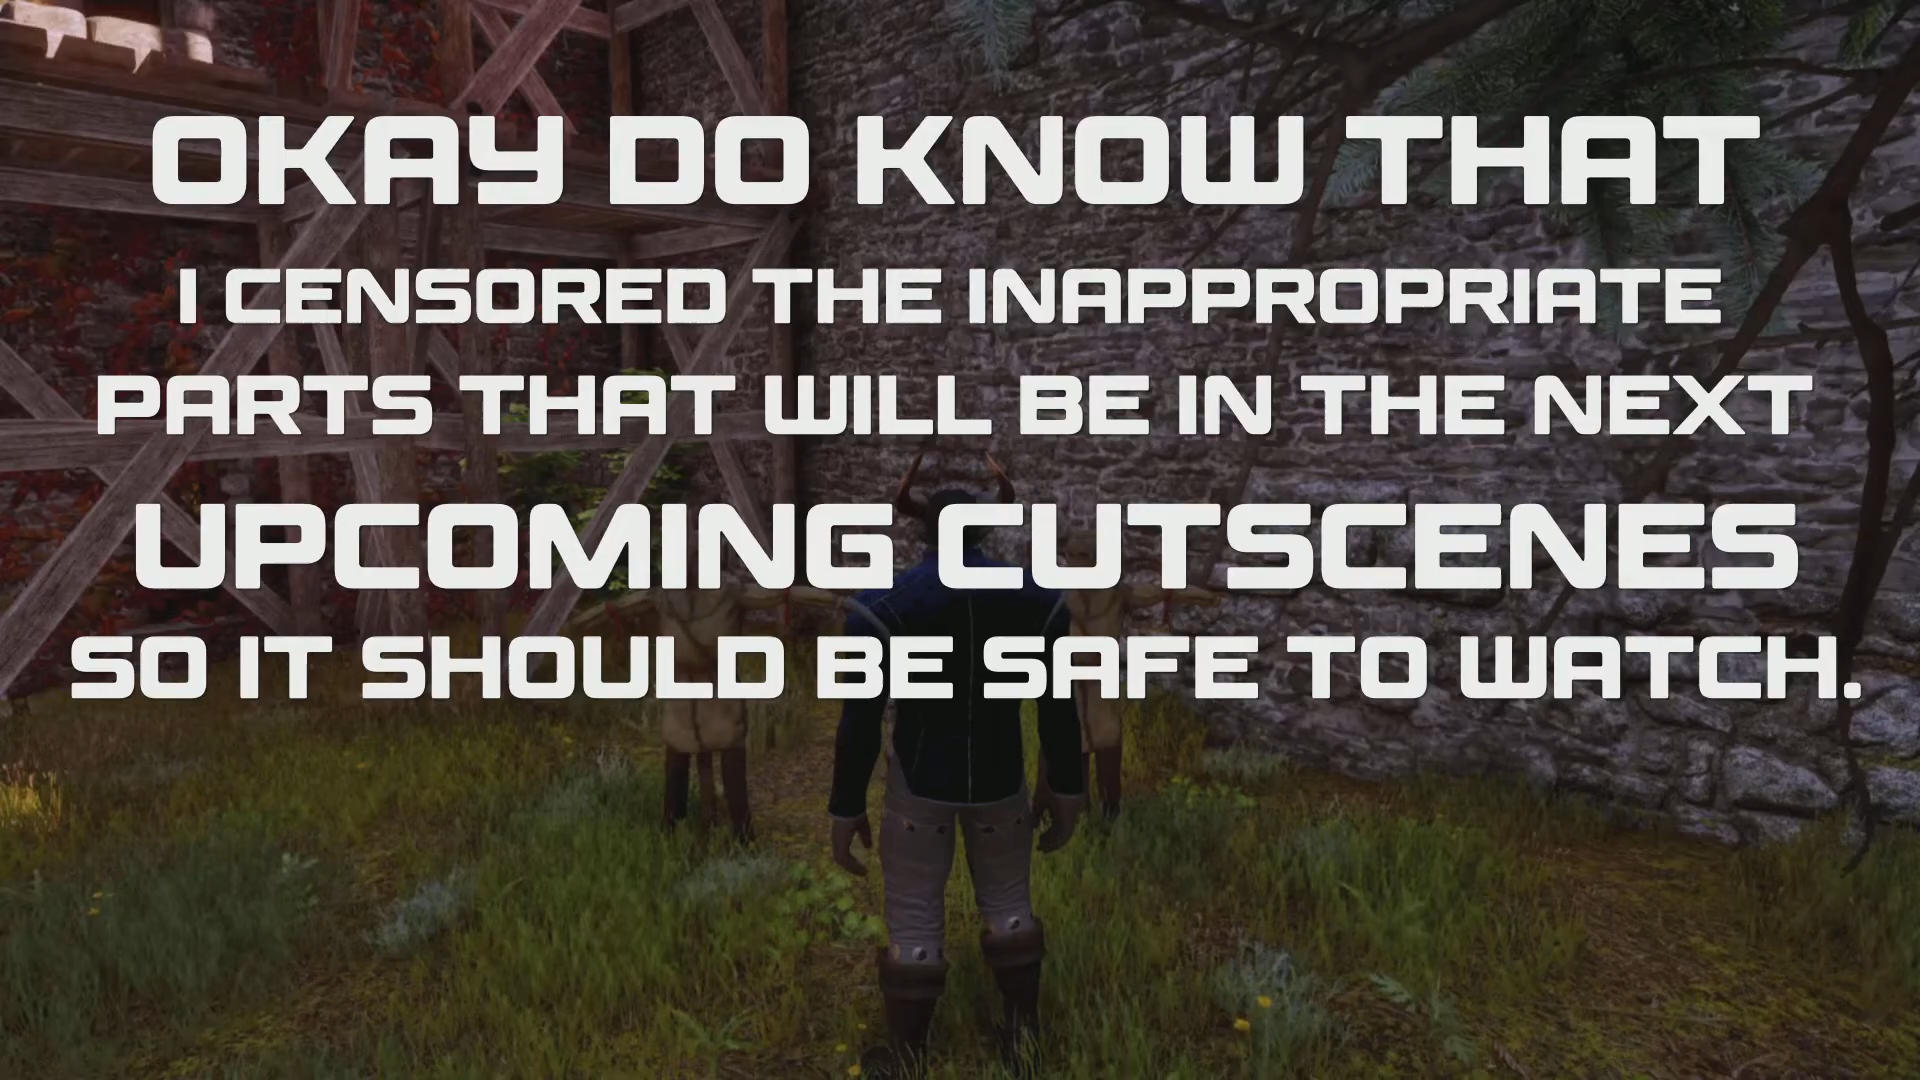 OKAY DO KNOW THAT
I CENSORED THE INAPPROPRIATE
PARTS THAT WILL BE IN THE NEXT
UPCOMING CUTSCENES
SO IT SHOULD BE SAFE TO WATCH.